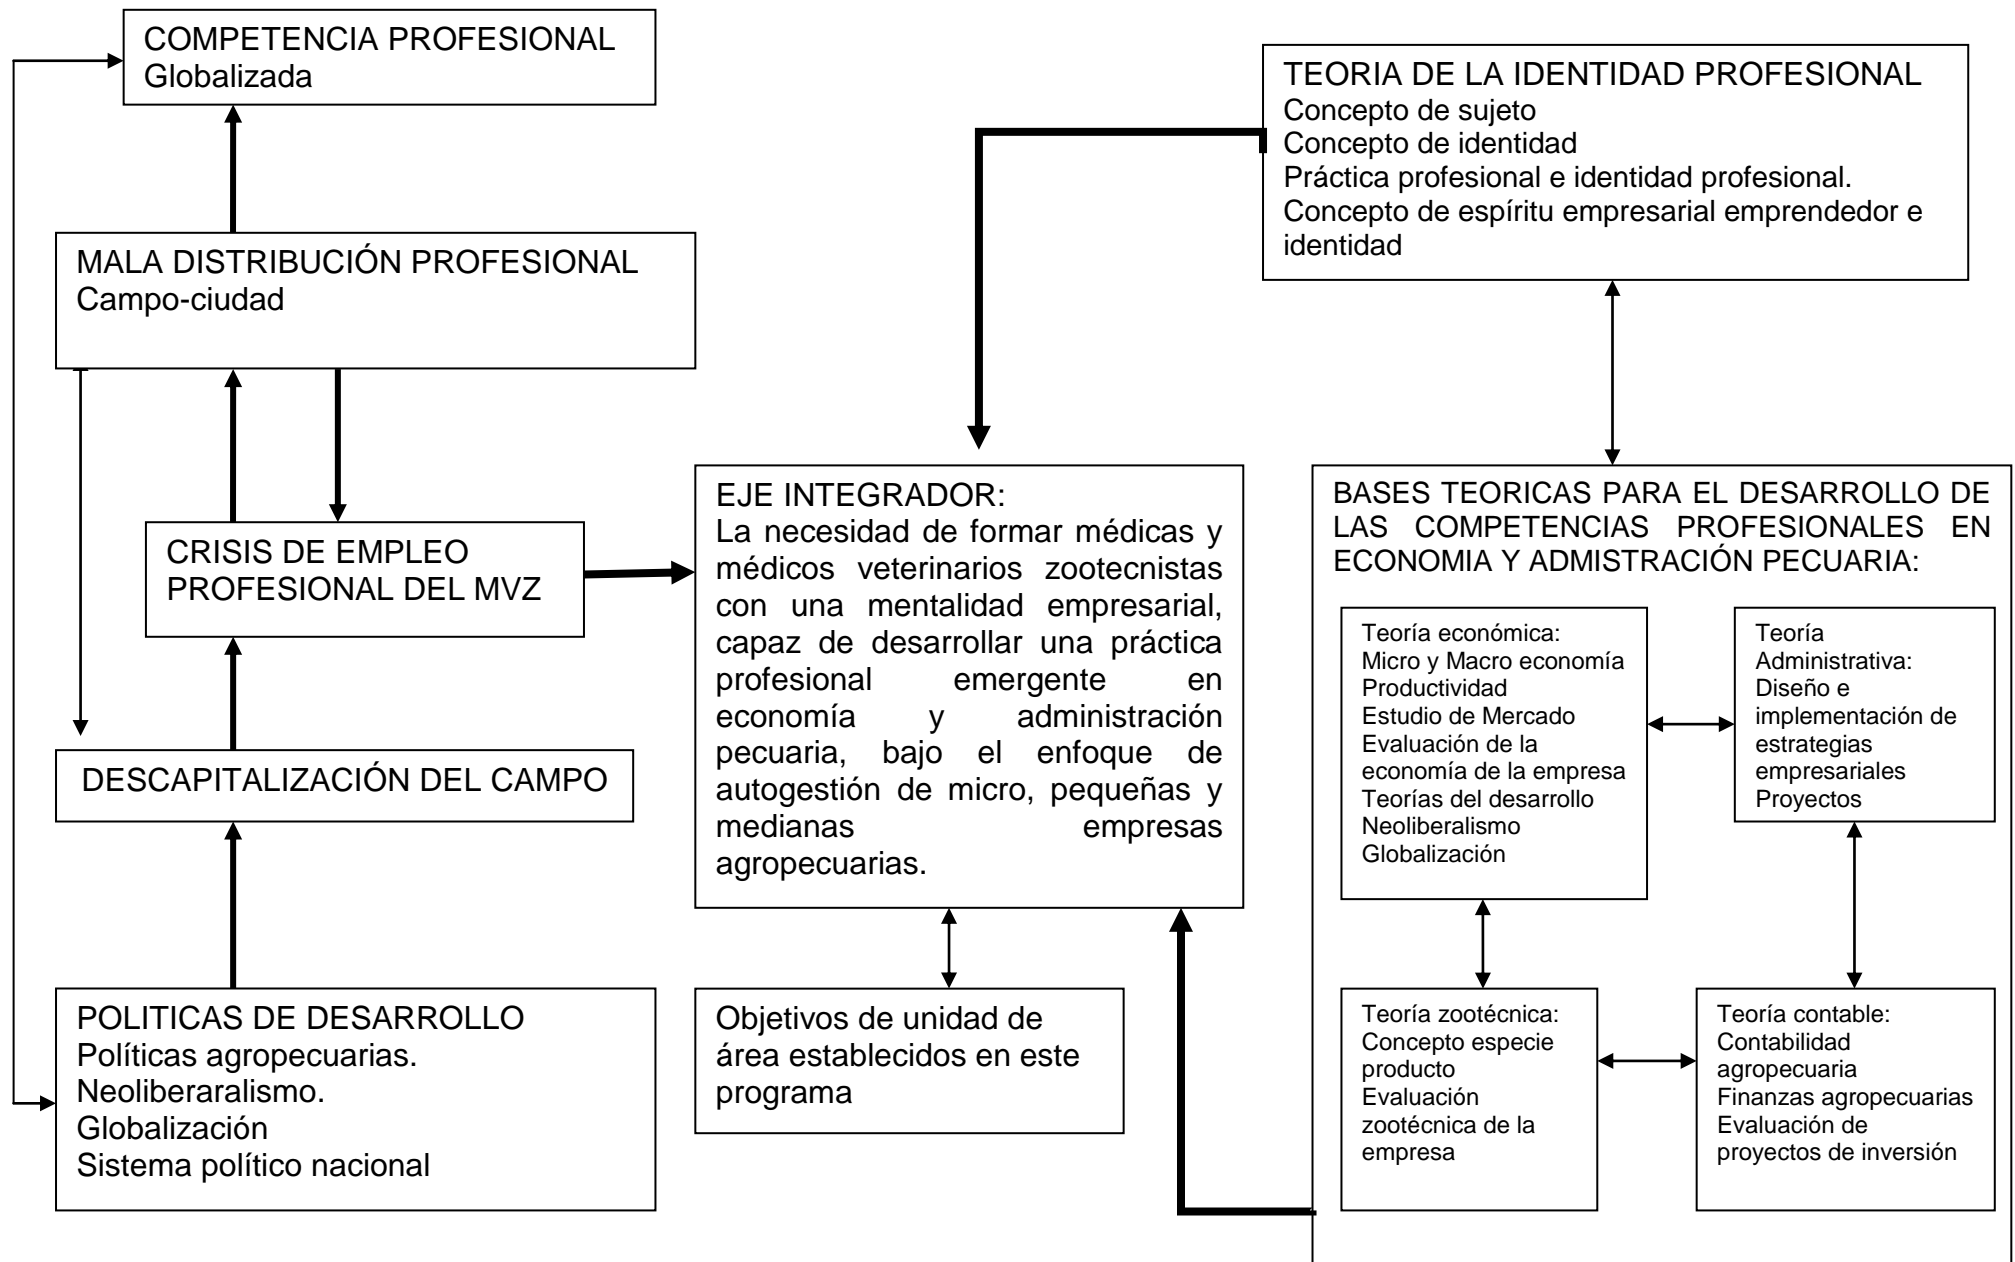 COMPETENCIA PROFESIONAL
Globalizada
MALA DISTRIBUCIÓN PROFESIONAL
Campo-ciudad
CRISIS DE EMPLEO
PROFESIONAL DEL MVZ
DESCAPITALIZACIÓN DEL CAMPO
POLITICAS DE DESARROLLO
Políticas agropecuarias.
Neoliberaralismo.
Globalización
Sistema político nacional
EJE INTEGRADOR:
La necesidad de formar médicas y
médicos veterinarios zootecnistas
con una mentalidad empresarial,
capaz de desarrollar una práctica
profesional emergente en
economía y administración
pecuaria, bajo el enfoque de
autogestión de micro, pequeñas y
medianas empresas
agropecuarias.
Objetivos de unidad de
área establecidos en este
programa
TEORIA DE LA IDENTIDAD PROFESIONAL
Concepto de sujeto
Concepto de identidad
Práctica profesional e identidad profesional.
Concepto de espíritu empresarial emprendedor e
identidad
BASES TEORICAS PARA EL DESARROLLO DE
LAS COMPETENCIAS PROFESIONALES EN
ECONOMIA Y ADMISTRACIÓN PECUARIA:
Teoría económica:
Micro y Macro economía
Productividad
Estudio de Mercado
Evaluación de la
economía de la empresa
Teorías del desarrollo
Neoliberalismo
Globalización
Teoría
Administrativa:
Diseño e
implementación de
estrategias
empresariales
Proyectos
Teoría zootécnica:
Concepto especie
producto
Evaluación
zootécnica de la
empresa
Teoría contable:
Contabilidad
agropecuaria
Finanzas agropecuarias
Evaluación de
proyectos de inversión